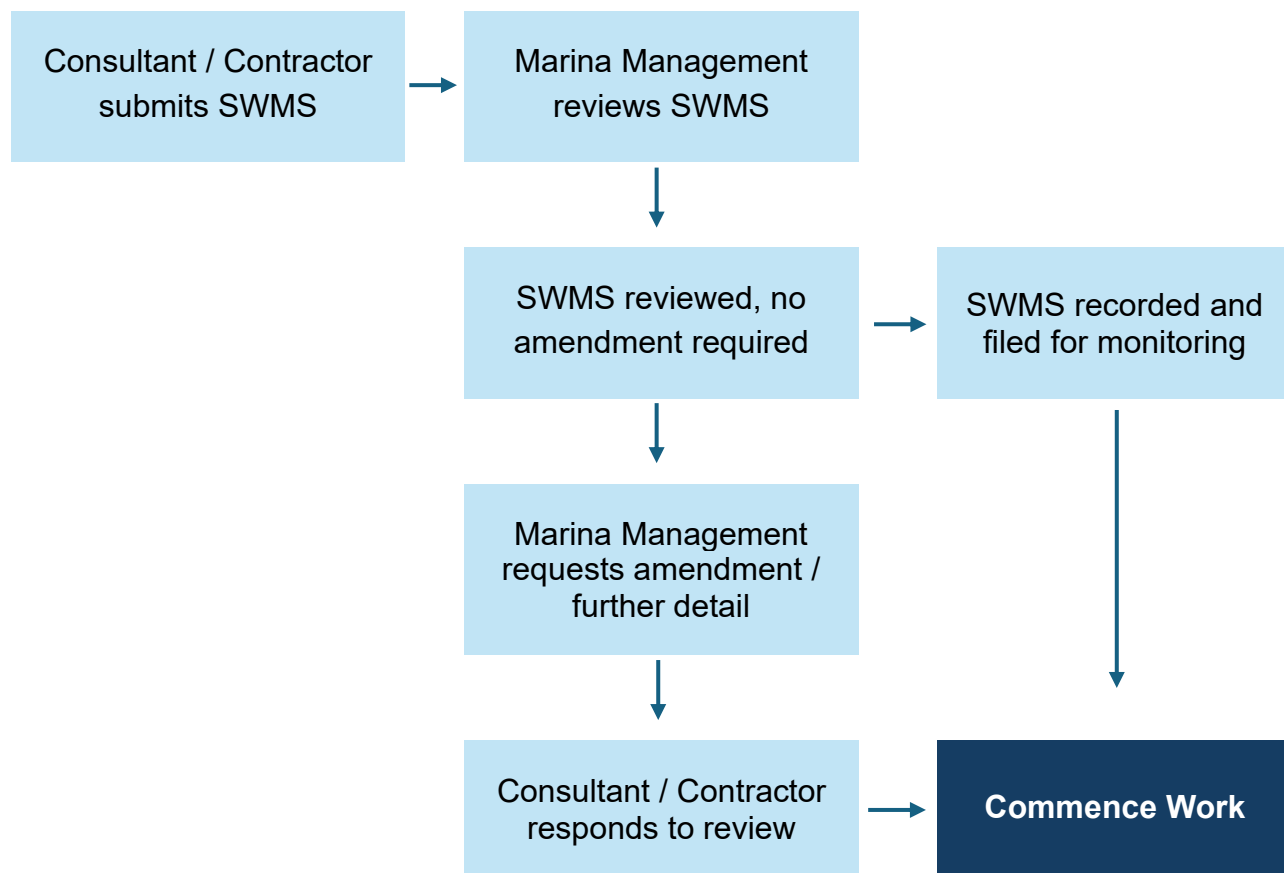 Consultant / Contractor
submits SWMS
Marina Management
reviews SWMS
SWMS reviewed, no
amendment required
SWMS recorded and
filed for monitoring
Marina Management
requests amendment /
further detail
Consultant / Contractor
responds to review
Commence Work